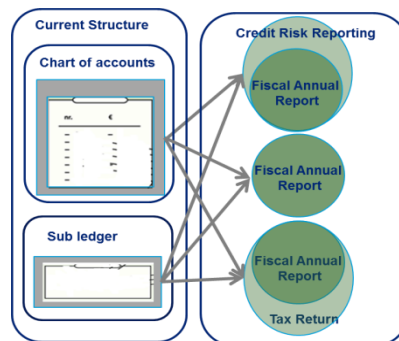 Current Structure
Chart of accounts
nr. €
Sub ledger
Credit Risk Reporting
Fiscal Annual
Report
Fiscal Annual
Report
Fiscal Annual
Report
Tax Return